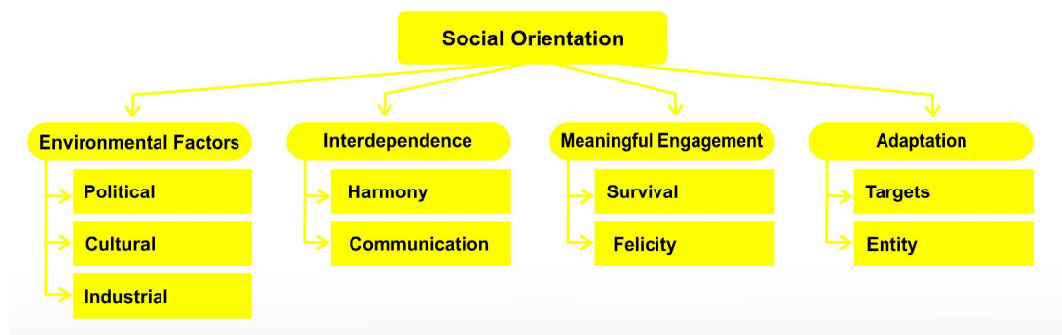 Social Orientation
Environmental Factors
Political
Cultural
Industrial
Interdependence
Harmony
Communication
Meaningful Engagement
Survival
Felicity
Adaptation
Targets
Entity